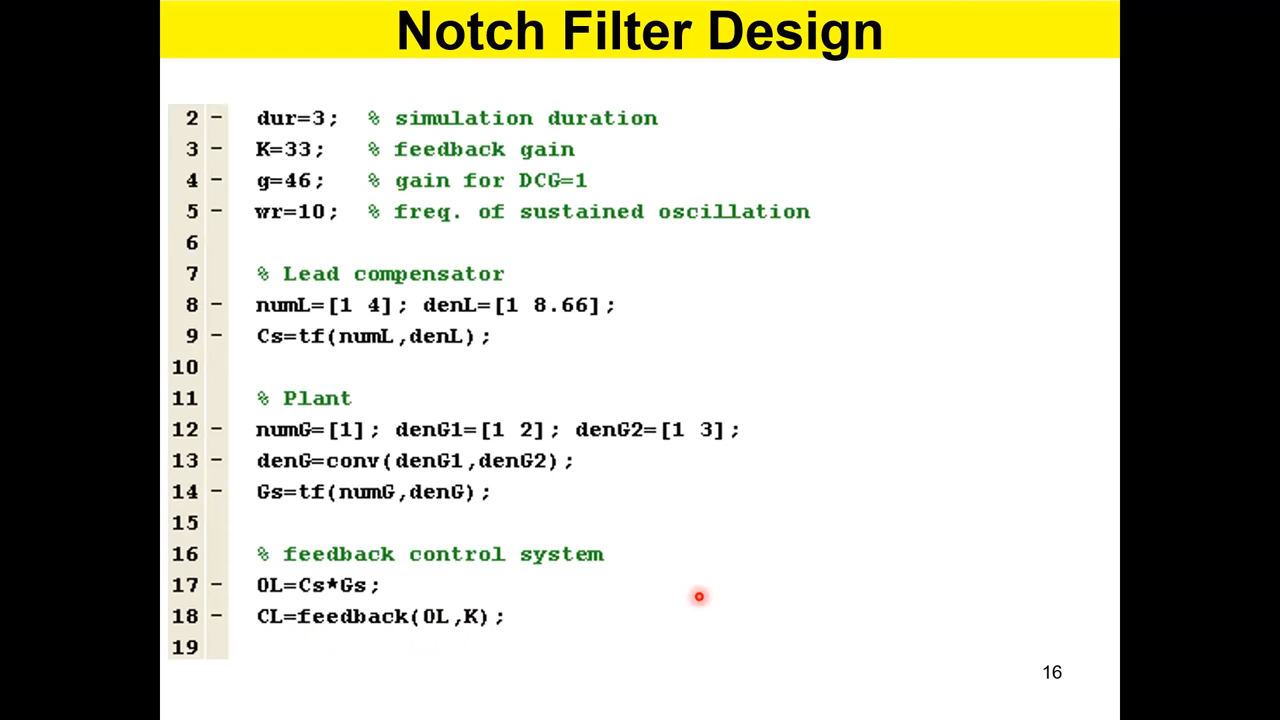 Notch Filter Design
2 - dur=3; % simulation duration
3 - K=33; % feedback gain
4 - g=46; % gain for DCG=1
5 - wr=10; % freq. of sustained oscillation
6
7 % Lead compensator
8 - numL=[1 4]; denL=[1 8.66];
9 - Cs=tf(numL,denL);
10
11 % Plant
12 - numG=[1]; denG1=[1 2]; denG2=[1 3];
13 - denG=conv(denG1,denG2);
14 - Gs=tf(numG,denG);
15
16 % feedback control system
17 - OL=Cs*Gs;
18 - CL=feedback(OL,K);
19
16